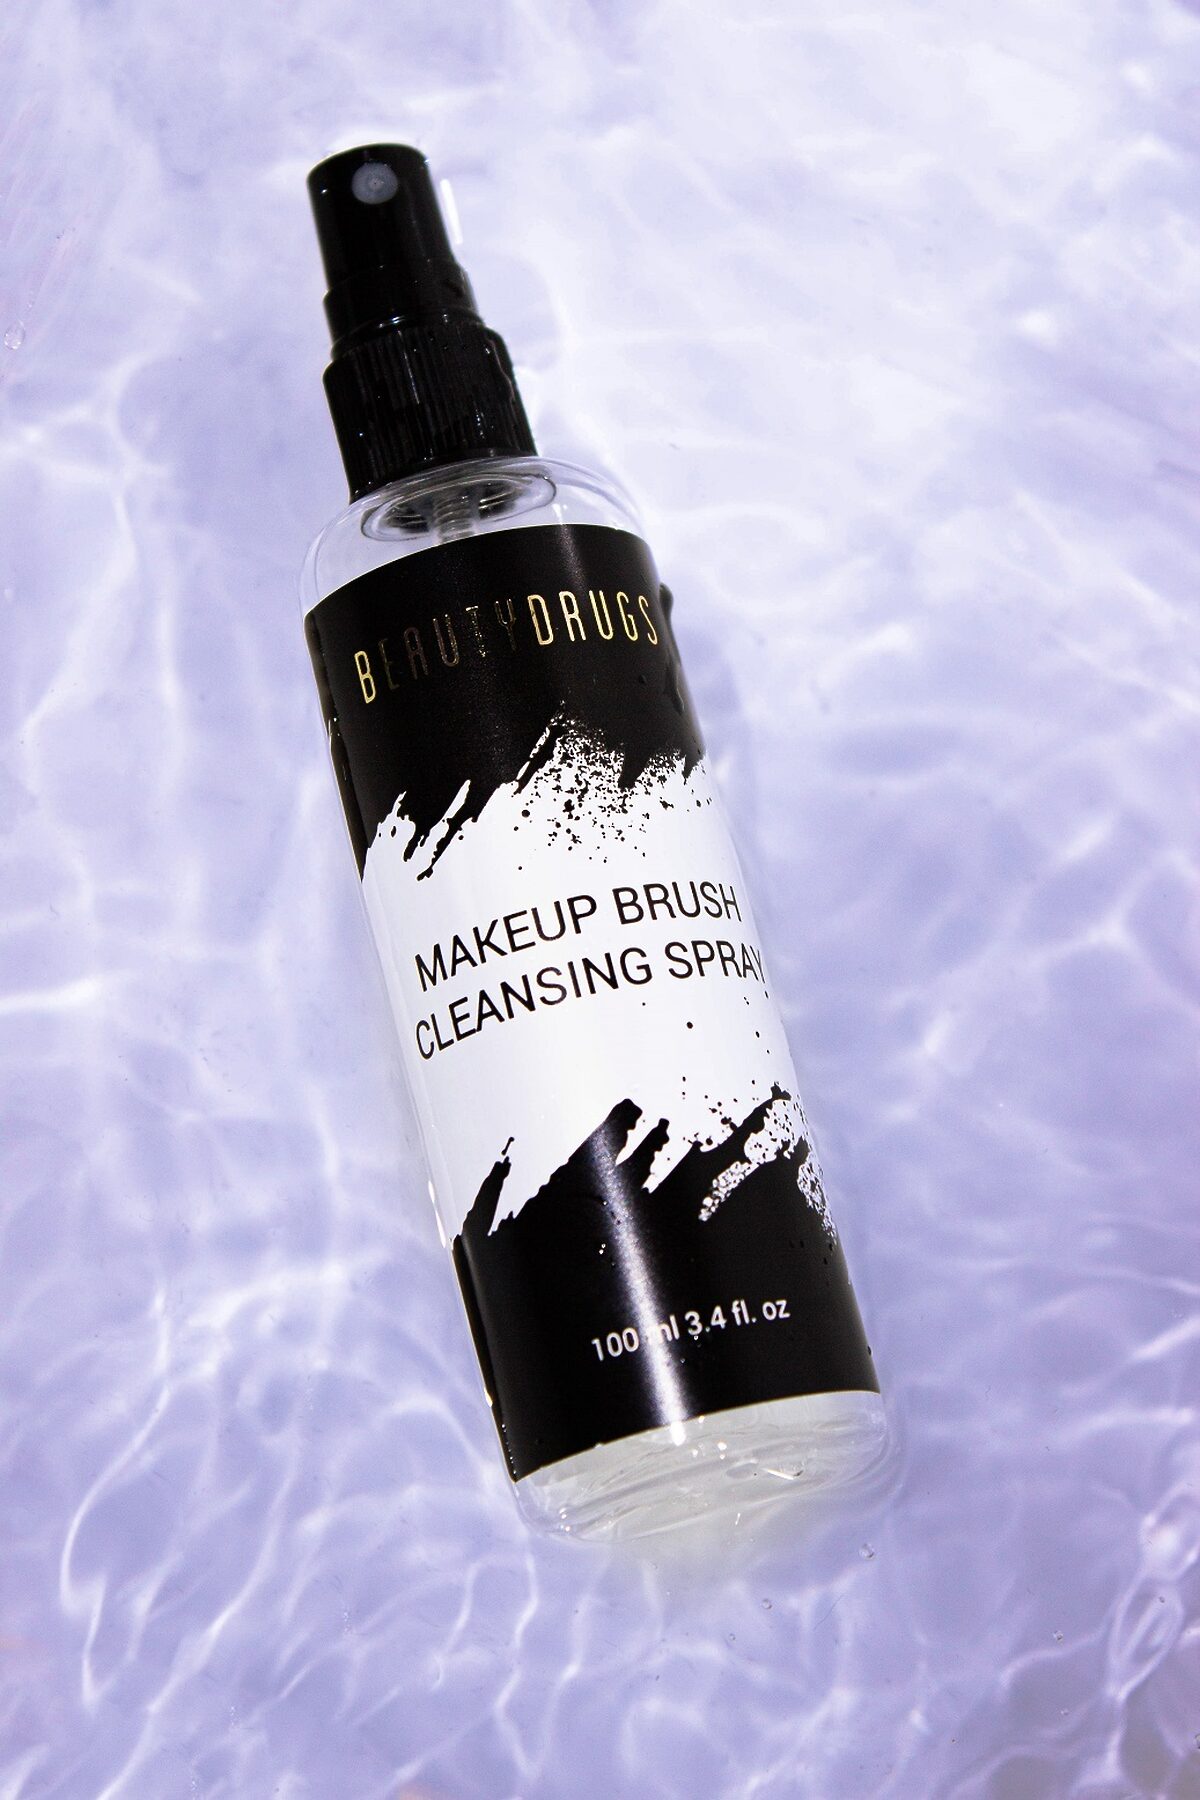 BEAUTYDRUGS
MAKEUP BRUSH
CLEANSING SPRAY
100 ml 3.4 fl. oz